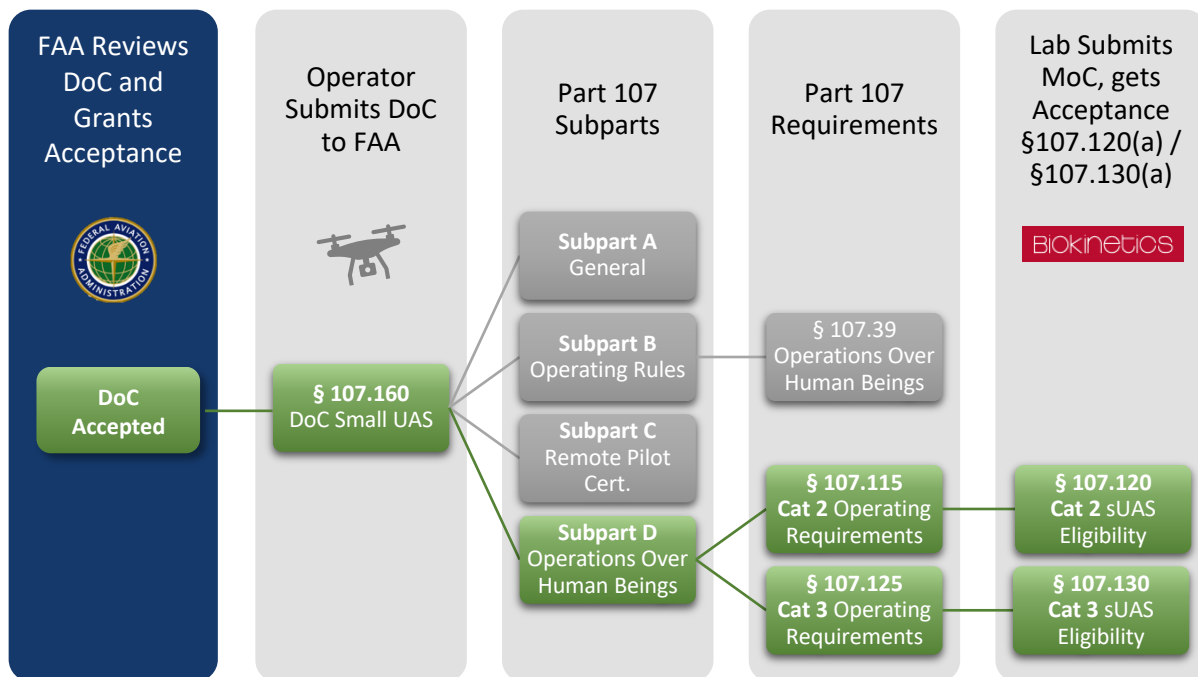 FAA Reviews
DoC and
Grants
Acceptance
FEDERAL AVIATION
ADMINISTRATION
DoC
Accepted
Operator
Submits DoC
to FAA
§ 107.160
DoC Small UAS
Part 107
Subparts
Subpart A
General
Subpart B
Operating Rules
Subpart C
Remote Pilot
Cert.
Subpart D
Operations Over
Human Beings
Part 107
Requirements
§ 107.39
Operations Over
Human Beings
§ 107.115
Cat 2 Operating
Requirements
§ 107.125
Cat 3 Operating
Requirements
Lab Submits
MoC, gets
Acceptance
§107.120(a) /
§107.130(a)
BIOKINETICS
§ 107.120
Cat 2 sUAS
Eligibility
§ 107.130
Cat 3 sUAS
Eligibility